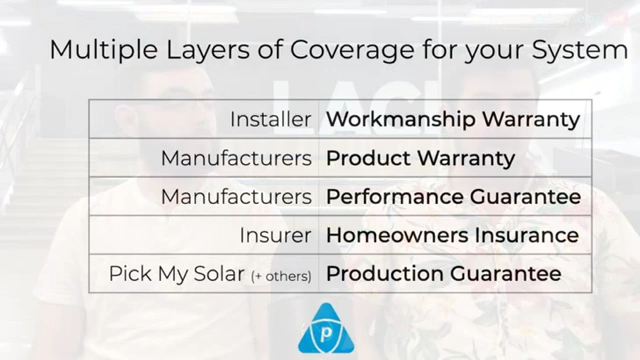 Multiple Layers of Coverage for your System
LACI
Installer Workmanship Warranty
Manufacturers Product Warranty
Manufacturers Performance Guarantee
Insurer Homeowners Insurance
Pick My Solar (+ others) Production Guarantee
p